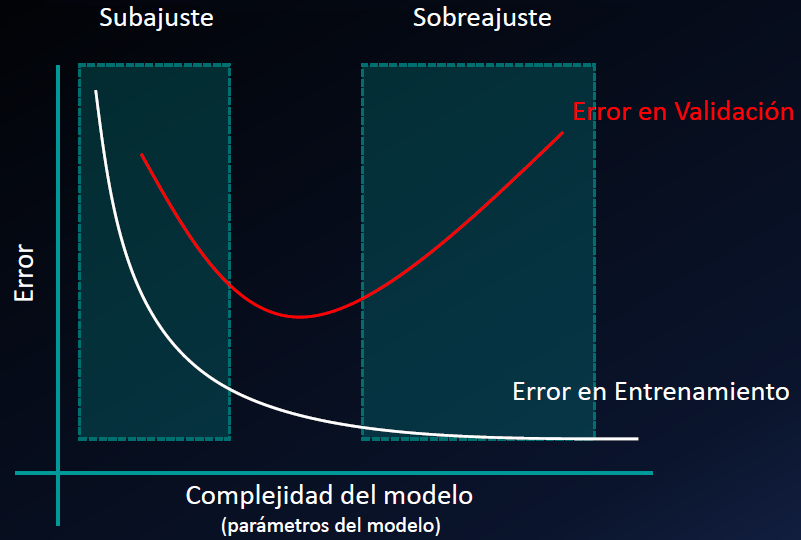 Subajuste
Sobreajuste
Error en Validación
Error
Error en Entrenamiento
Complejidad del modelo
(parámetros del modelo)